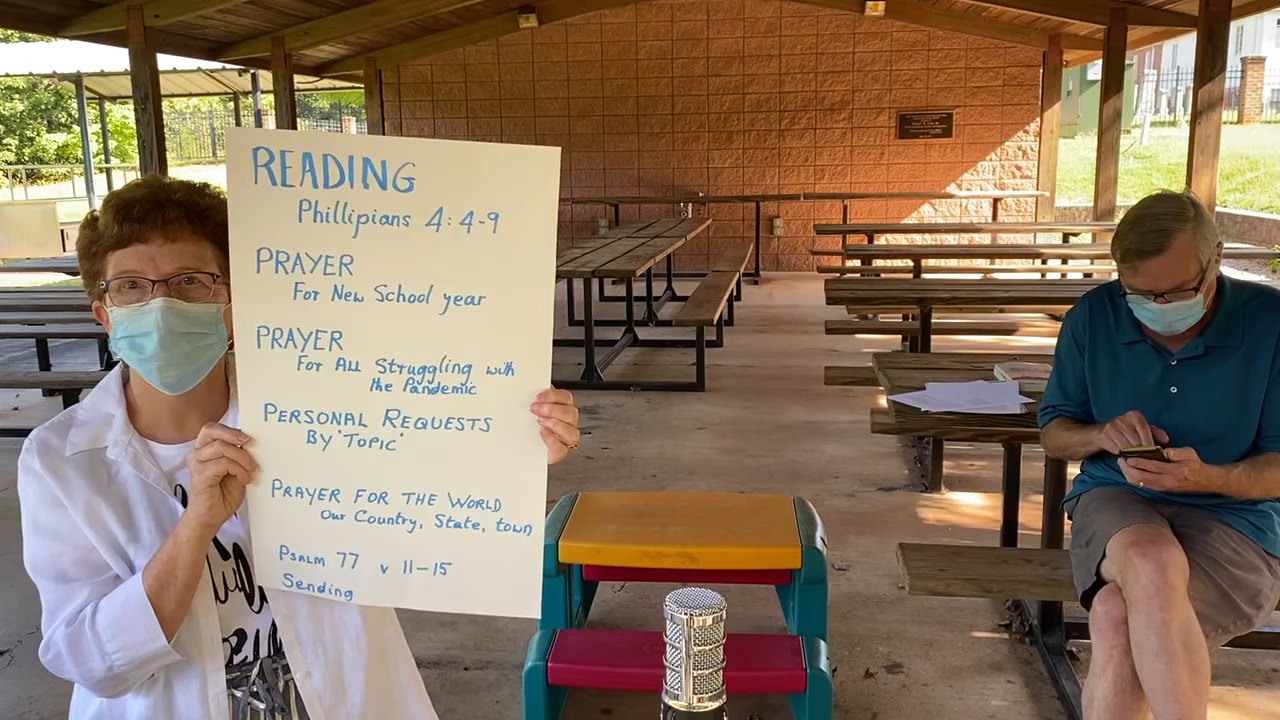 READING
Phillipians 4:4-9
PRAYER
For New School year
PRAYER
For ALL Struggling with
the Pandemic
PERSONAL REQUESTS
By 'Topic'
PRAYER FOR THE WORLD
Our Country, State, town
PSALM 77 v 11-15
Sending